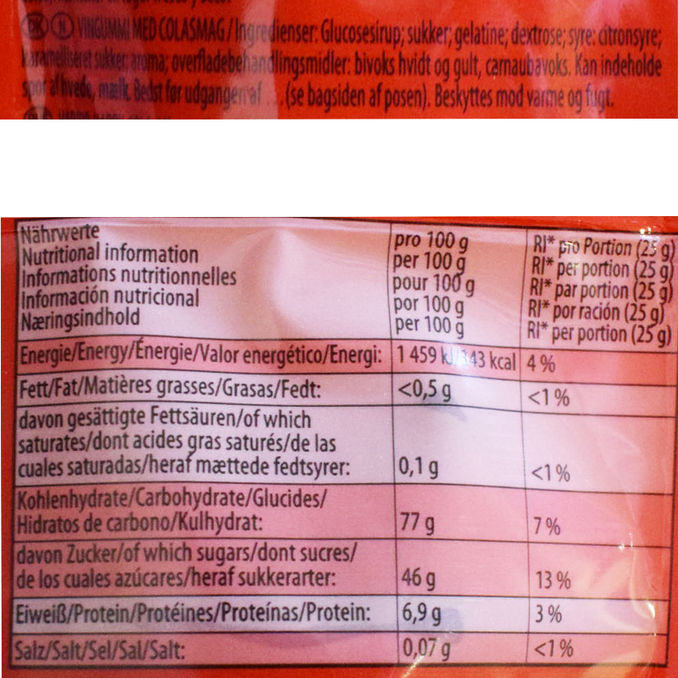 DK N VINGUMMI MED COLASMAG / Ingredienser: Glucosesirup; sukker; gelatine; dextrose; syre: citronsyre;
karamelliseret sukker; aroma; overfladebehandlingsmidler: bivoks hvidt og gult, carnaubavoks. Kan indeholde
spor af hvede, mælk. Bedst før udgangen af ... (se bagsiden af posen). Beskyttes mod varme og fugt.
Nährwerte
Nutritional information
Informations nutritionnelles
Información nutricional
Næringsindhold
pro 100 g
per 100 g
pour 100 g
por 100 g
per 100 g
RI* pro Portion (25 g)
RI* per portion (25 g)
RI* par portion (25 g)
RI* por ración (25 g)
RI* per portion (25 g)
Energie/Energy/Énergie/Valor energético/Energi: 1 459 kJ/343 kcal 4 %
Fett/Fat/Matières grasses/Grasas/Fedt: <0,5 g <1 %
davon gesättigte Fettsäuren/of which
saturates/dont acides gras saturés/de las
cuales saturadas/heraf mættede fedtsyrer: 0,1 g <1 %
Kohlenhydrate/Carbohydrate/Glucides/
Hidratos de carbono/Kulhydrat: 77 g 7 %
davon Zucker/of which sugars/dont sucres/
de los cuales azúcares/heraf sukkerarter: 46 g 13 %
Eiweiß/Protein/Protéines/Proteínas/Protein: 6,9 g 3 %
Salz/Salt/Sel/Sal/Salt: 0,07 g <1 %